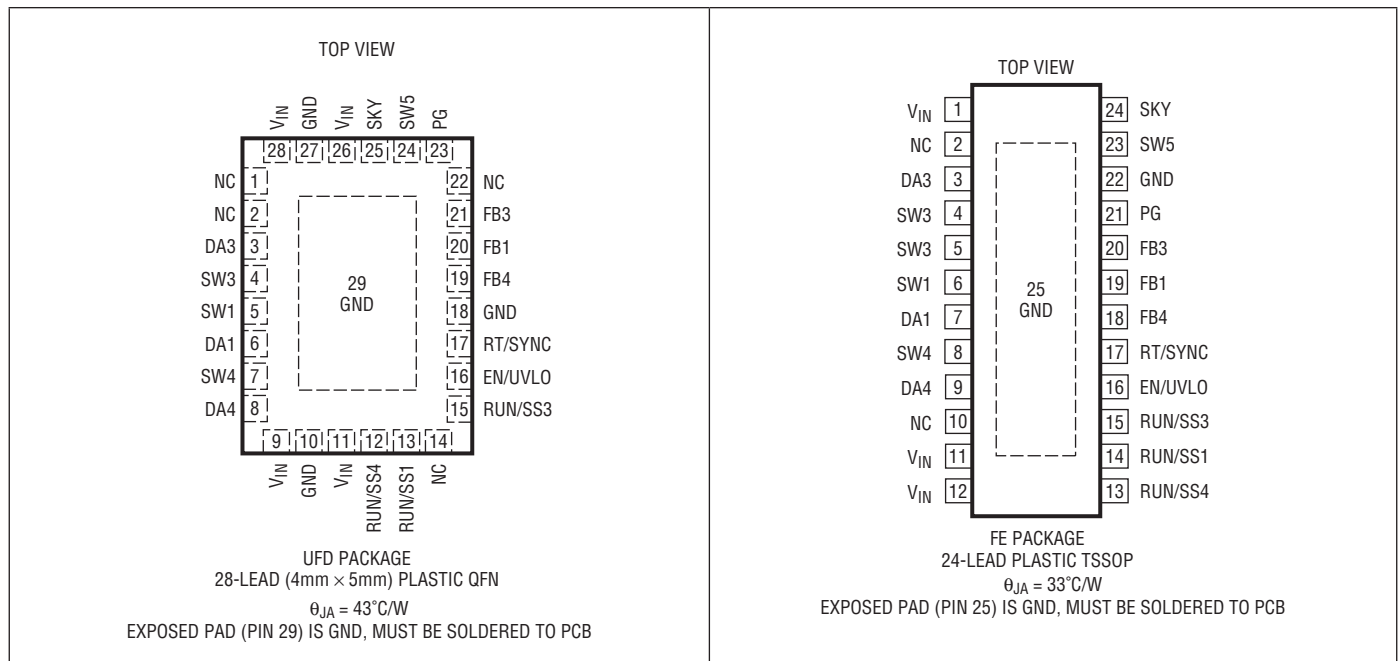 TOP VIEW
VIN GND VIN SKY SW5 PG
28 27 26 25 24 23
NC 1
NC 2
DA3 3
SW3 4
SW1 5
DA1 6
SW4 7
DA4 8
22 NC
21 FB3
20 FB1
19 FB4
18 GND
17 RT/SYNC
16 EN/UVLO
15 RUN/SS3
29
GND
9 10 11 12 13 14
VIN GND VIN RUN/SS4 RUN/SS1 NC
UFD PACKAGE
28-LEAD (4mm × 5mm) PLASTIC QFN
θJA = 43°C/W
EXPOSED PAD (PIN 29) IS GND, MUST BE SOLDERED TO PCB
TOP VIEW
VIN 1
NC 2
DA3 3
SW3 4
SW3 5
SW1 6
DA1 7
SW4 8
DA4 9
NC 10
VIN 11
VIN 12
25
GND
24 SKY
23 SW5
22 GND
21 PG
20 FB3
19 FB1
18 FB4
17 RT/SYNC
16 EN/UVLO
15 RUN/SS3
14 RUN/SS1
13 RUN/SS4
FE PACKAGE
24-LEAD PLASTIC TSSOP
θJA = 33°C/W
EXPOSED PAD (PIN 25) IS GND, MUST BE SOLDERED TO PCB